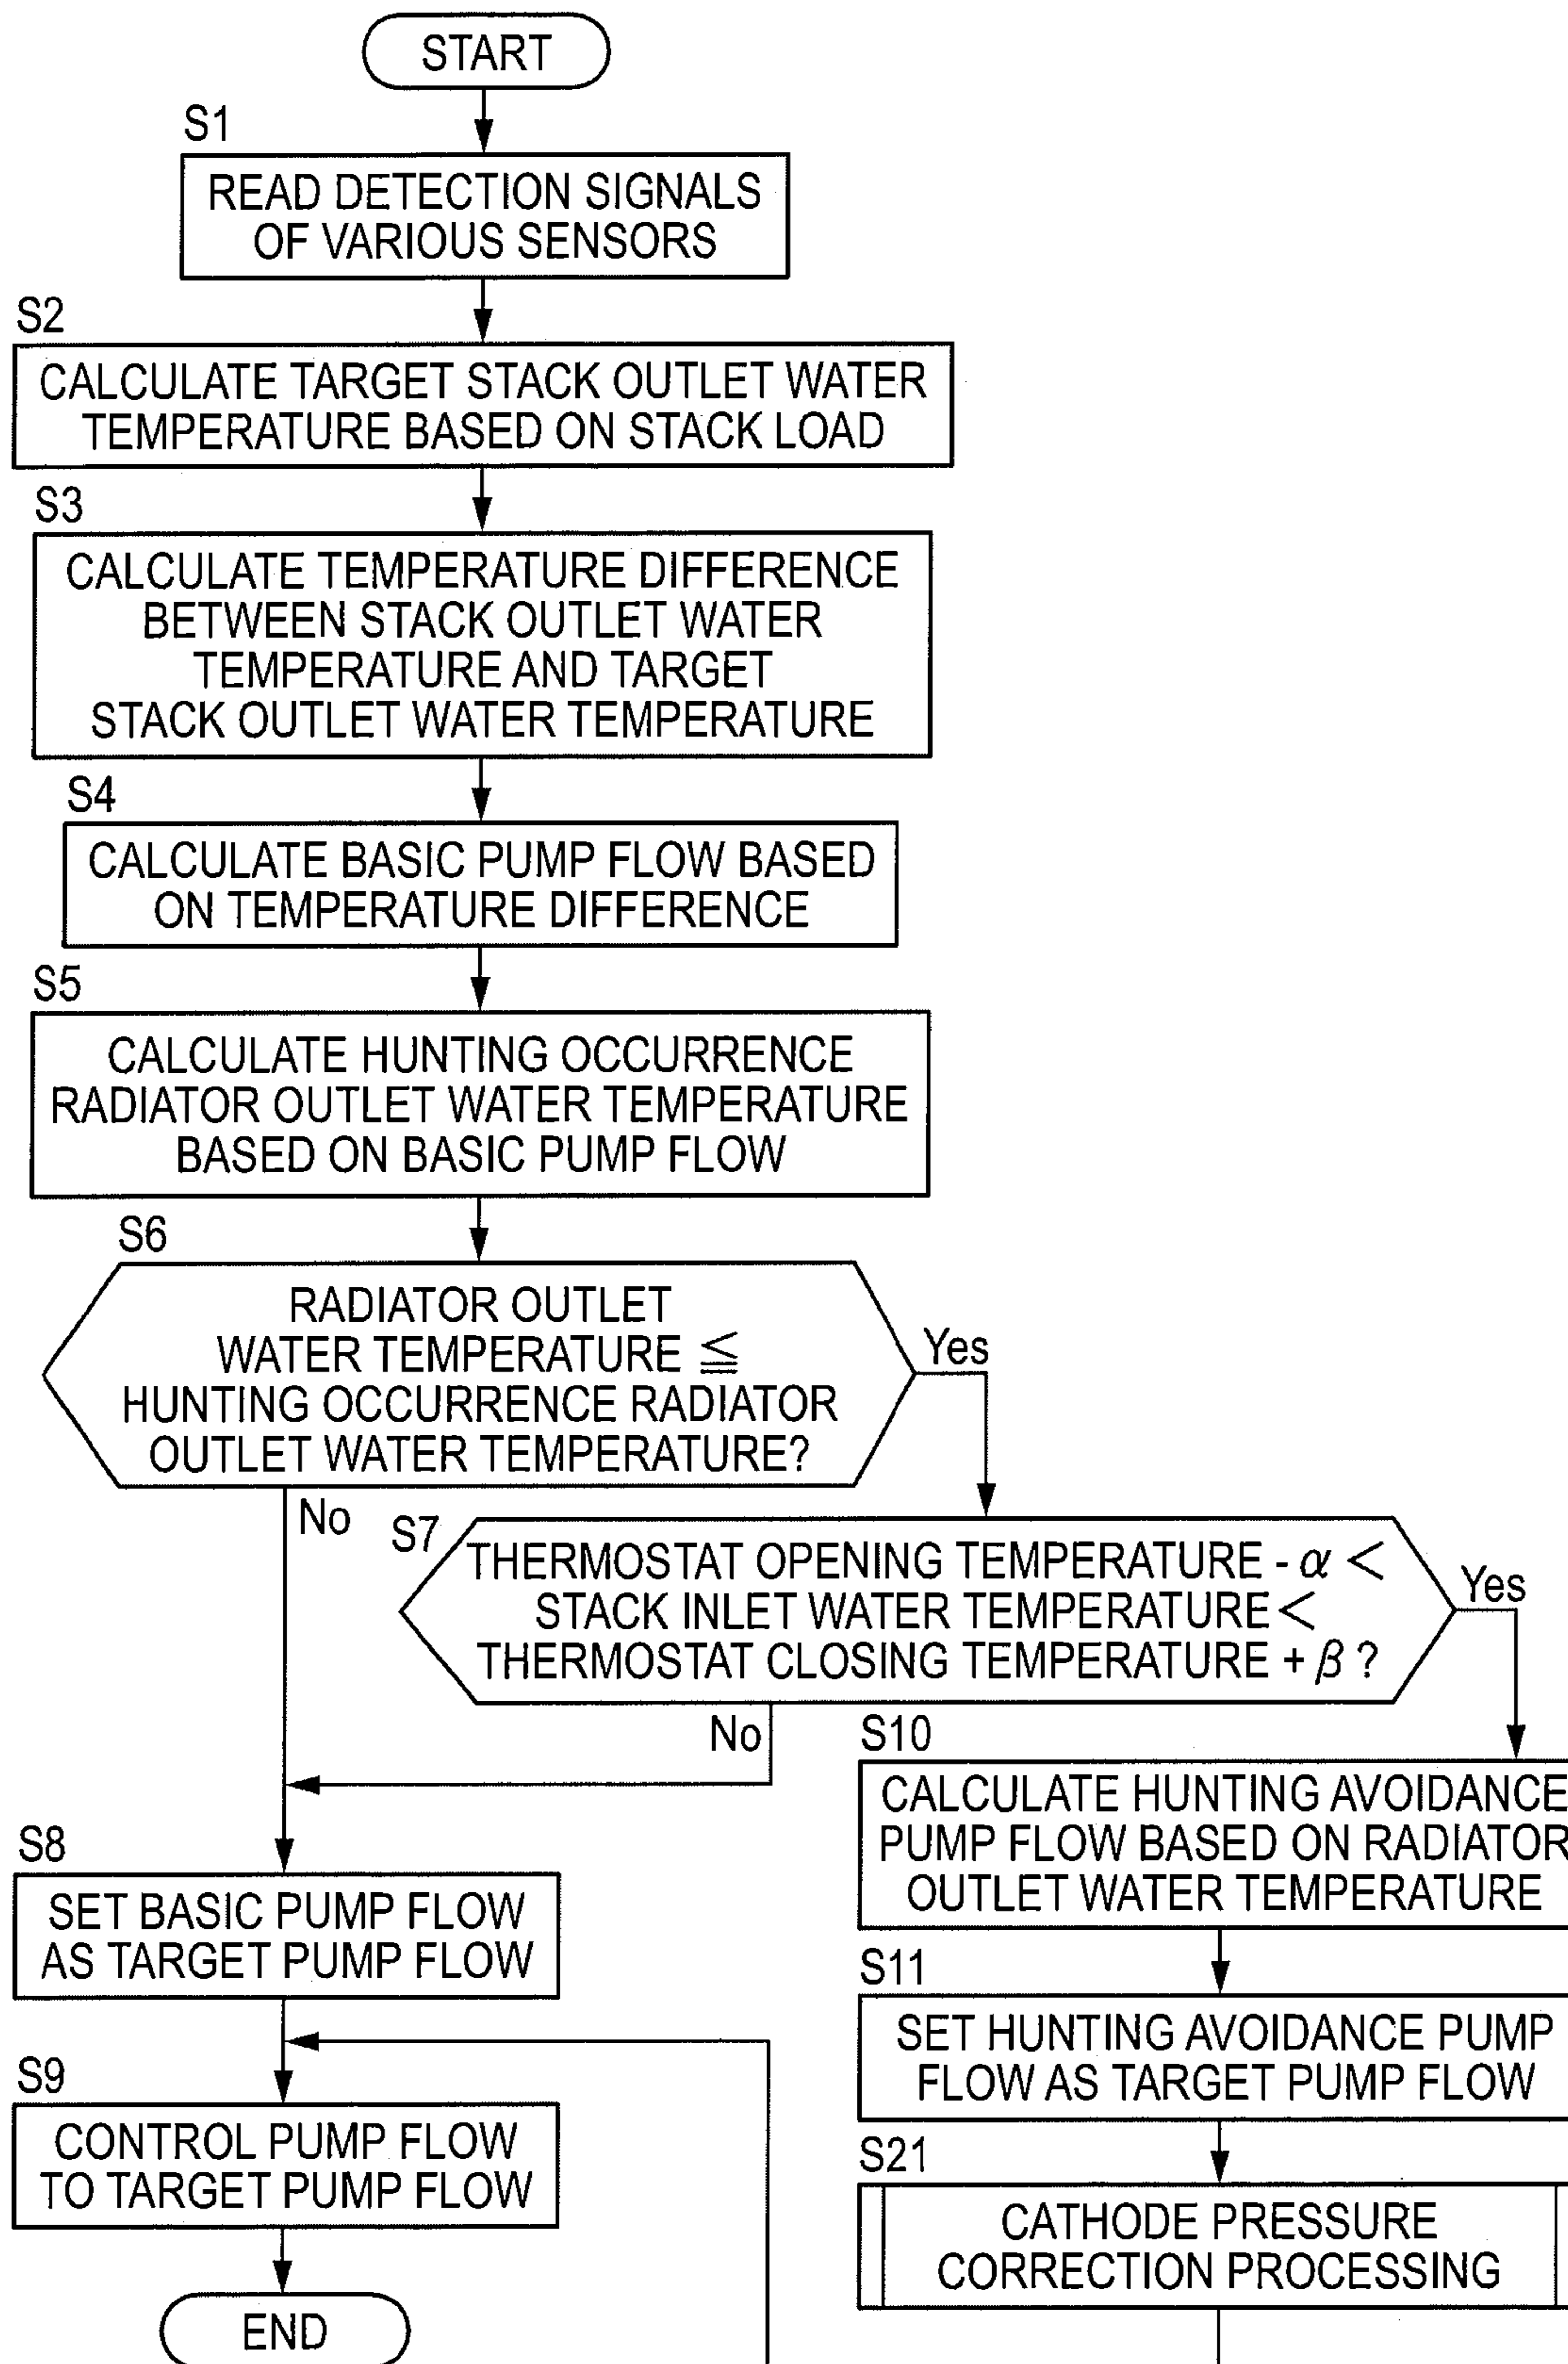 START
S1
READ DETECTION SIGNALS
OF VARIOUS SENSORS
S2
CALCULATE TARGET STACK OUTLET WATER
TEMPERATURE BASED ON STACK LOAD
S3
CALCULATE TEMPERATURE DIFFERENCE
BETWEEN STACK OUTLET WATER
TEMPERATURE AND TARGET
STACK OUTLET WATER TEMPERATURE
S4
CALCULATE BASIC PUMP FLOW BASED
ON TEMPERATURE DIFFERENCE
S5
CALCULATE HUNTING OCCURRENCE
RADIATOR OUTLET WATER TEMPERATURE
BASED ON BASIC PUMP FLOW
S6
RADIATOR OUTLET
WATER TEMPERATURE ≦
HUNTING OCCURRENCE RADIATOR
OUTLET WATER TEMPERATURE?
Yes
No
S7
THERMOSTAT OPENING TEMPERATURE - α <
STACK INLET WATER TEMPERATURE <
THERMOSTAT CLOSING TEMPERATURE + β ?
Yes
No
S8
SET BASIC PUMP FLOW
AS TARGET PUMP FLOW
S9
CONTROL PUMP FLOW
TO TARGET PUMP FLOW
END
S10
CALCULATE HUNTING AVOIDANCE
PUMP FLOW BASED ON RADIATOR
OUTLET WATER TEMPERATURE
S11
SET HUNTING AVOIDANCE PUMP
FLOW AS TARGET PUMP FLOW
S21
CATHODE PRESSURE
CORRECTION PROCESSING